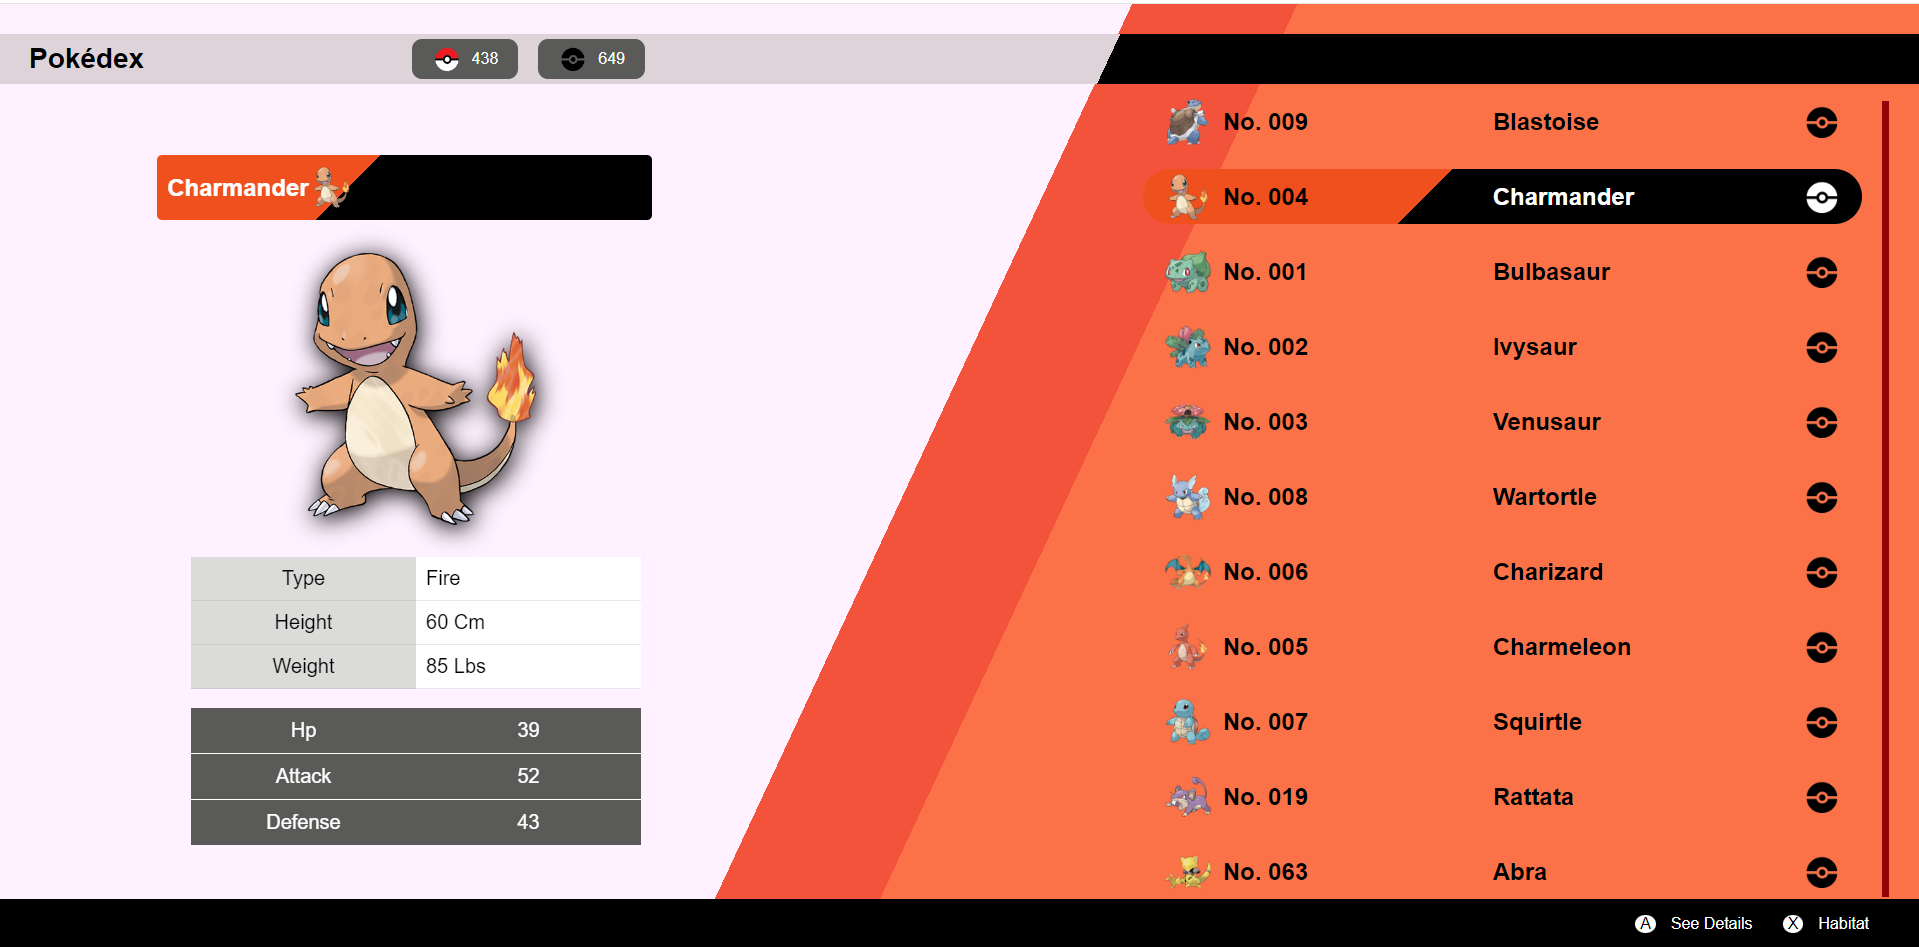 Pokédex 438 649
Charmander
Type Fire
Height 60 Cm
Weight 85 Lbs
Hp 39
Attack 52
Defense 43
No. 009 Blastoise
No. 004 Charmander
No. 001 Bulbasaur
No. 002 Ivysaur
No. 003 Venusaur
No. 008 Wartortle
No. 006 Charizard
No. 005 Charmeleon
No. 007 Squirtle
No. 019 Rattata
No. 063 Abra
A See Details X Habitat